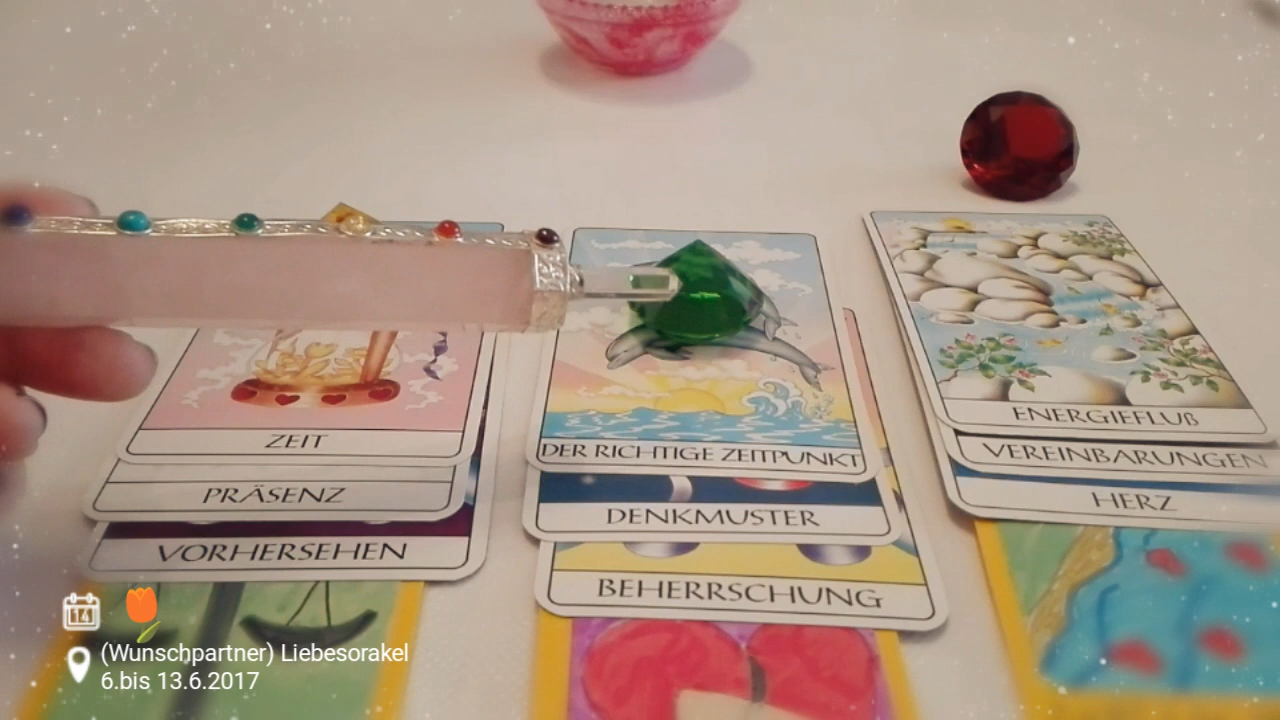 ZEIT
PRÄSENZ
VORHERSEHEN
DER RICHTIGE ZEITPUNKT
DENKMUSTER
BEHERRSCHUNG
ENERGIEFLUß
VEREINBARUNGEN
HERZ
14
(Wunschpartner) Liebesorakel
6.bis 13.6.2017